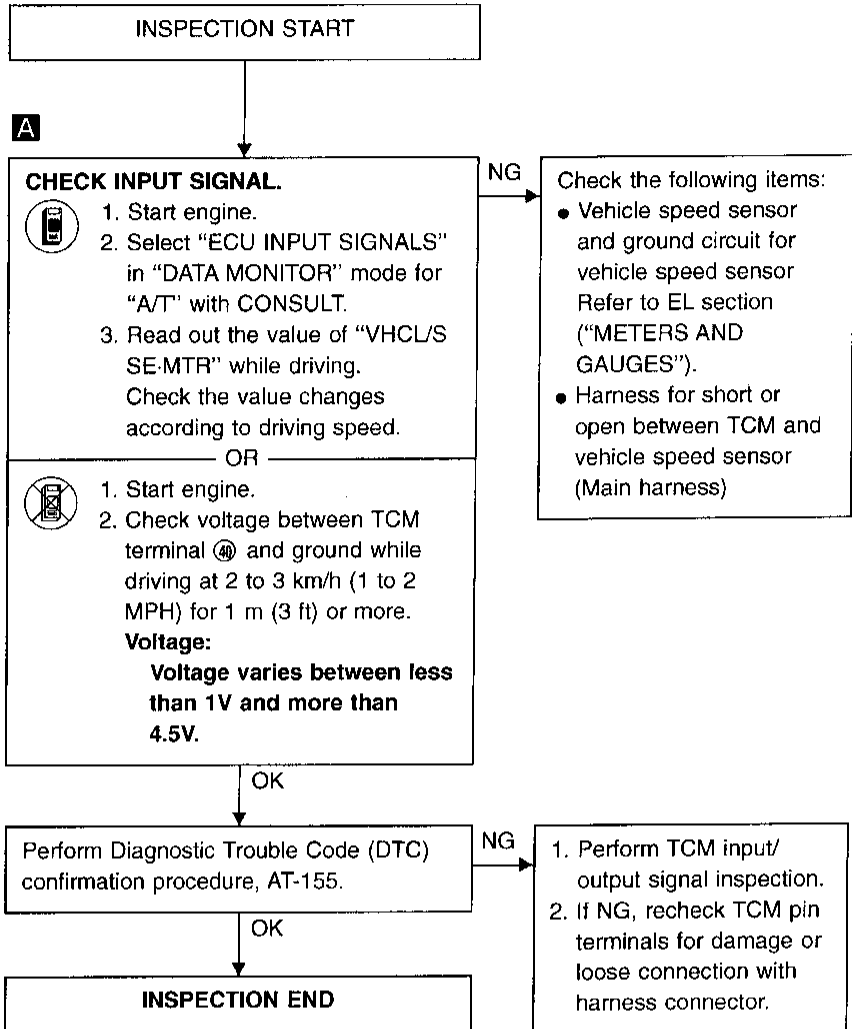 INSPECTION START
A
CHECK INPUT SIGNAL.
1. Start engine.
2. Select “ECU INPUT SIGNALS”
in “DATA MONITOR” mode for
“A/T” with CONSULT.
3. Read out the value of “VHCL/S
SE·MTR” while driving.
Check the value changes
according to driving speed.
OR
1. Start engine.
2. Check voltage between TCM
terminal ㊵ and ground while
driving at 2 to 3 km/h (1 to 2
MPH) for 1 m (3 ft) or more.
Voltage:
Voltage varies between less
than 1V and more than
4.5V.
NG
Check the following items:
● Vehicle speed sensor
and ground circuit for
vehicle speed sensor
Refer to EL section
(“METERS AND
GAUGES”).
● Harness for short or
open between TCM and
vehicle speed sensor
(Main harness)
OK
Perform Diagnostic Trouble Code (DTC)
confirmation procedure, AT-155.
NG
1. Perform TCM input/
output signal inspection.
2. If NG, recheck TCM pin
terminals for damage or
loose connection with
harness connector.
OK
INSPECTION END